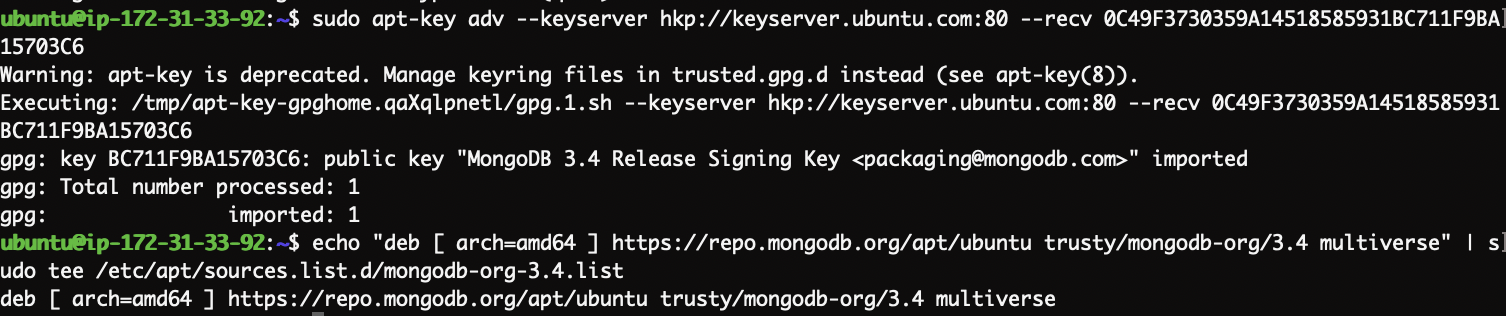 ubuntu@ip-172-31-33-92:~$ sudo apt-key adv --keyserver hkp://keyserver.ubuntu.com:80 --recv 0C49F3730359A14518585931BC711F9BA
15703C6
Warning: apt-key is deprecated. Manage keyring files in trusted.gpg.d instead (see apt-key(8)).
Executing: /tmp/apt-key-gpghome.qaXqlpnetl/gpg.1.sh --keyserver hkp://keyserver.ubuntu.com:80 --recv 0C49F3730359A14518585931
BC711F9BA15703C6
gpg: key BC711F9BA15703C6: public key "MongoDB 3.4 Release Signing Key <packaging@mongodb.com>" imported
gpg: Total number processed: 1
gpg:               imported: 1
ubuntu@ip-172-31-33-92:~$ echo "deb [ arch=amd64 ] https://repo.mongodb.org/apt/ubuntu trusty/mongodb-org/3.4 multiverse" | s
udo tee /etc/apt/sources.list.d/mongodb-org-3.4.list
deb [ arch=amd64 ] https://repo.mongodb.org/apt/ubuntu trusty/mongodb-org/3.4 multiverse